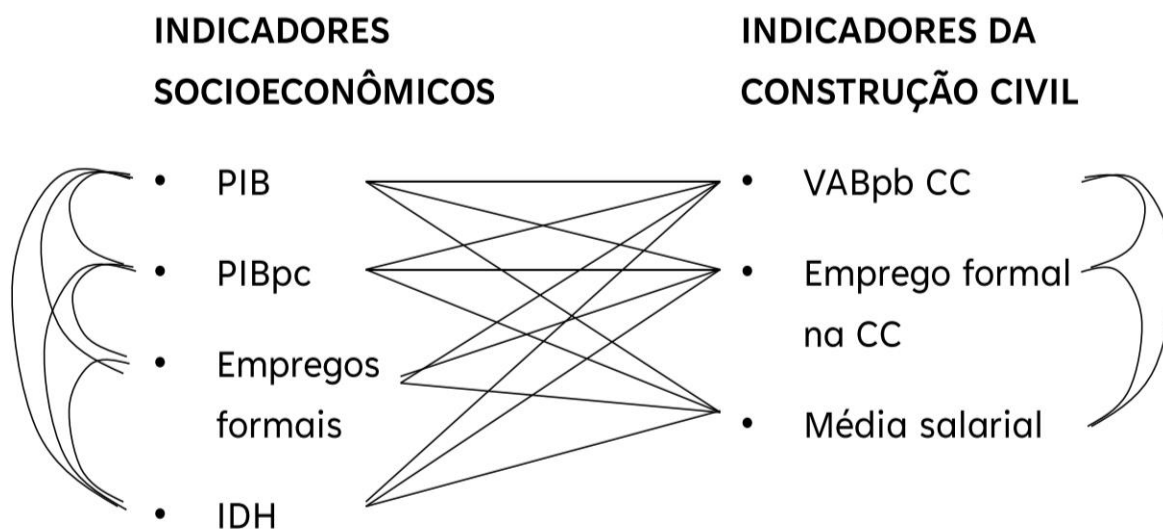 INDICADORES
SOCIOECONÔMICOS
• PIB
• PIBpc
• Empregos
formais
• IDH
INDICADORES DA
CONSTRUÇÃO CIVIL
• VABpb CC
• Emprego formal
na CC
• Média salarial